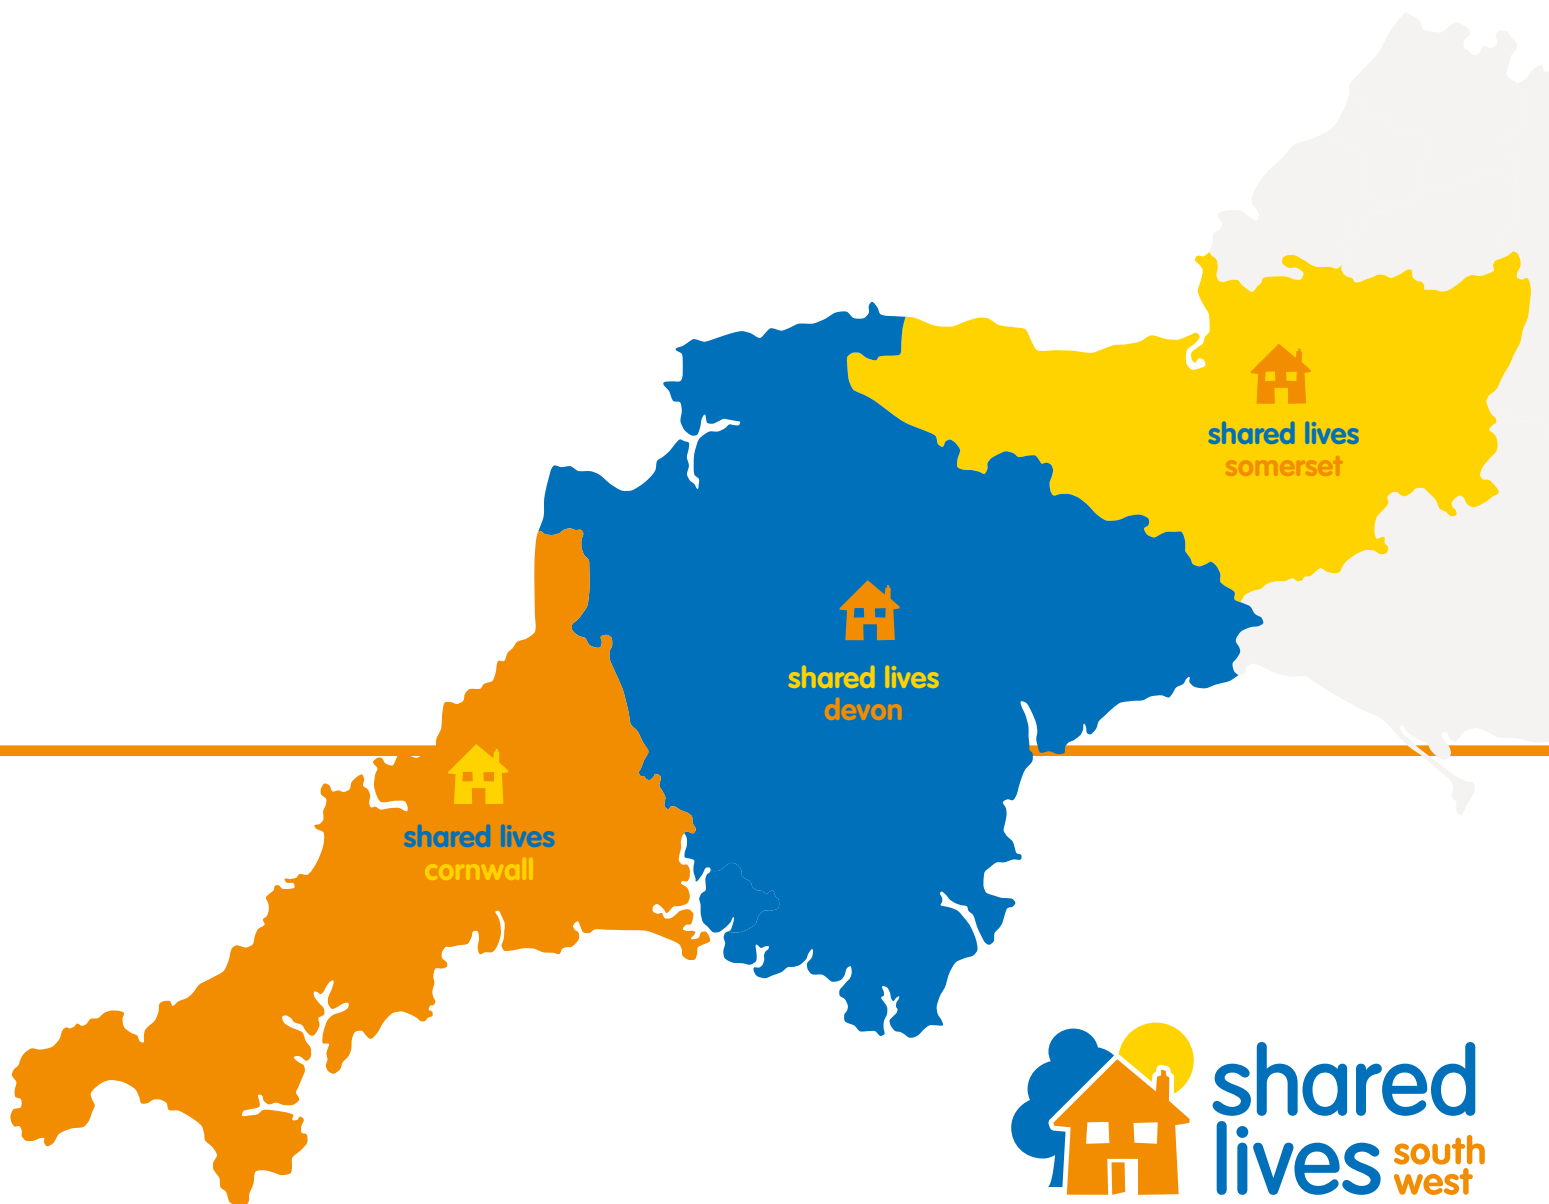 shared lives
somerset
shared lives
devon
shared lives
cornwall
shared
lives south
west